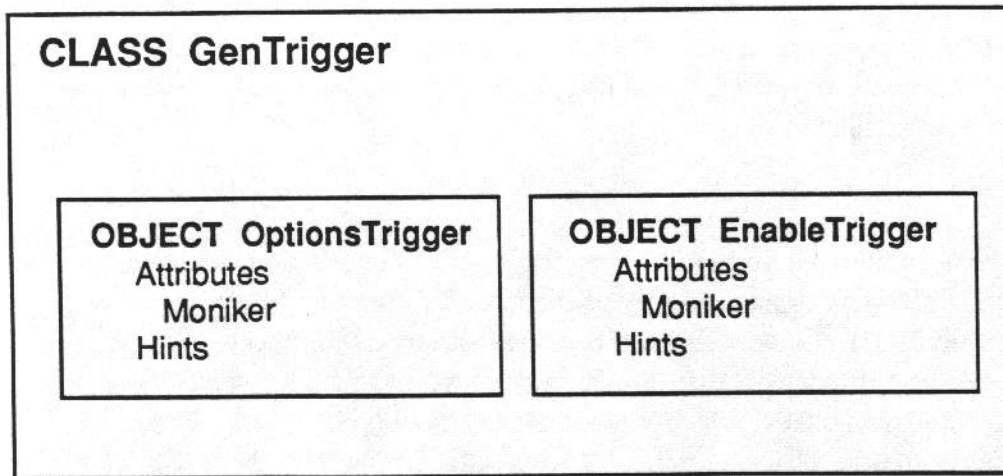 CLASS GenTrigger
OBJECT OptionsTrigger
Attributes
Moniker
Hints
OBJECT EnableTrigger
Attributes
Moniker
Hints